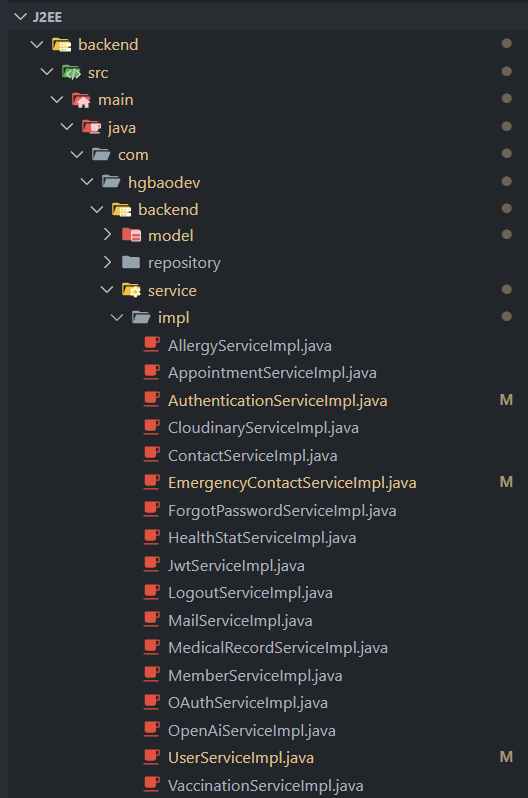 J2EE
backend
src
main
java
com
hgbaodev
backend
model
repository
service
impl
AllergyServiceImpl.java
AppointmentServiceImpl.java
AuthenticationServiceImpl.java M
CloudinaryServiceImpl.java
ContactServiceImpl.java
EmergencyContactServiceImpl.java M
ForgotPasswordServiceImpl.java
HealthStatServiceImpl.java
JwtServiceImpl.java
LogoutServiceImpl.java
MailServiceImpl.java
MedicalRecordServiceImpl.java
MemberServiceImpl.java
OAuthServiceImpl.java
OpenAiServiceImpl.java
UserServiceImpl.java M
VaccinationServiceImpl.java